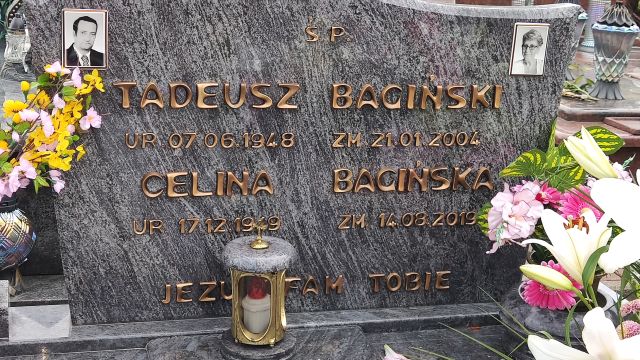 Ś P
TADEUSZ BAGIŃSKI
UR 07.06.1948 ZM 21.01.2004
CELINA BAGIŃSKA
UR 17.12.1949 ZM 14.08.2019
JEZU FAM TOBIE